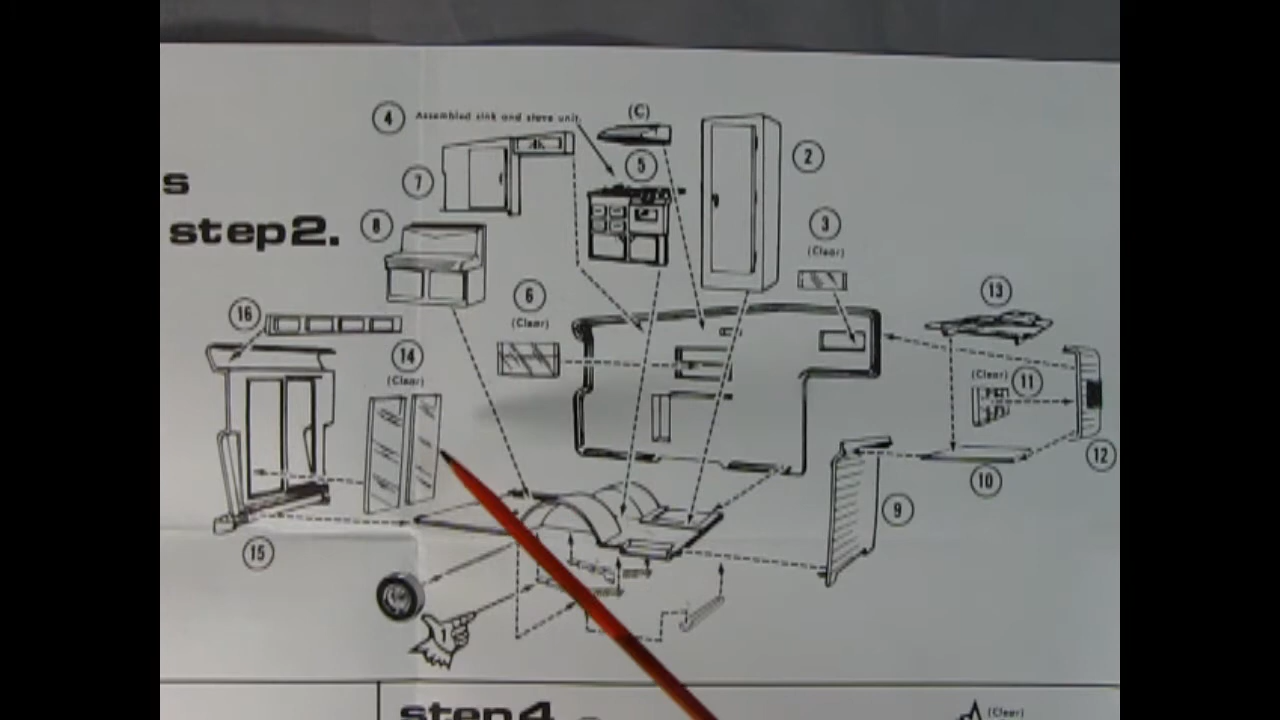 s
step2.
4
Assembled sink and stove unit.
(C)
5
2
7
8
3
(Clear)
6
(Clear)
13
16
14
(Clear)
(Clear)
11
12
10
9
15
1
step4
(Clear)